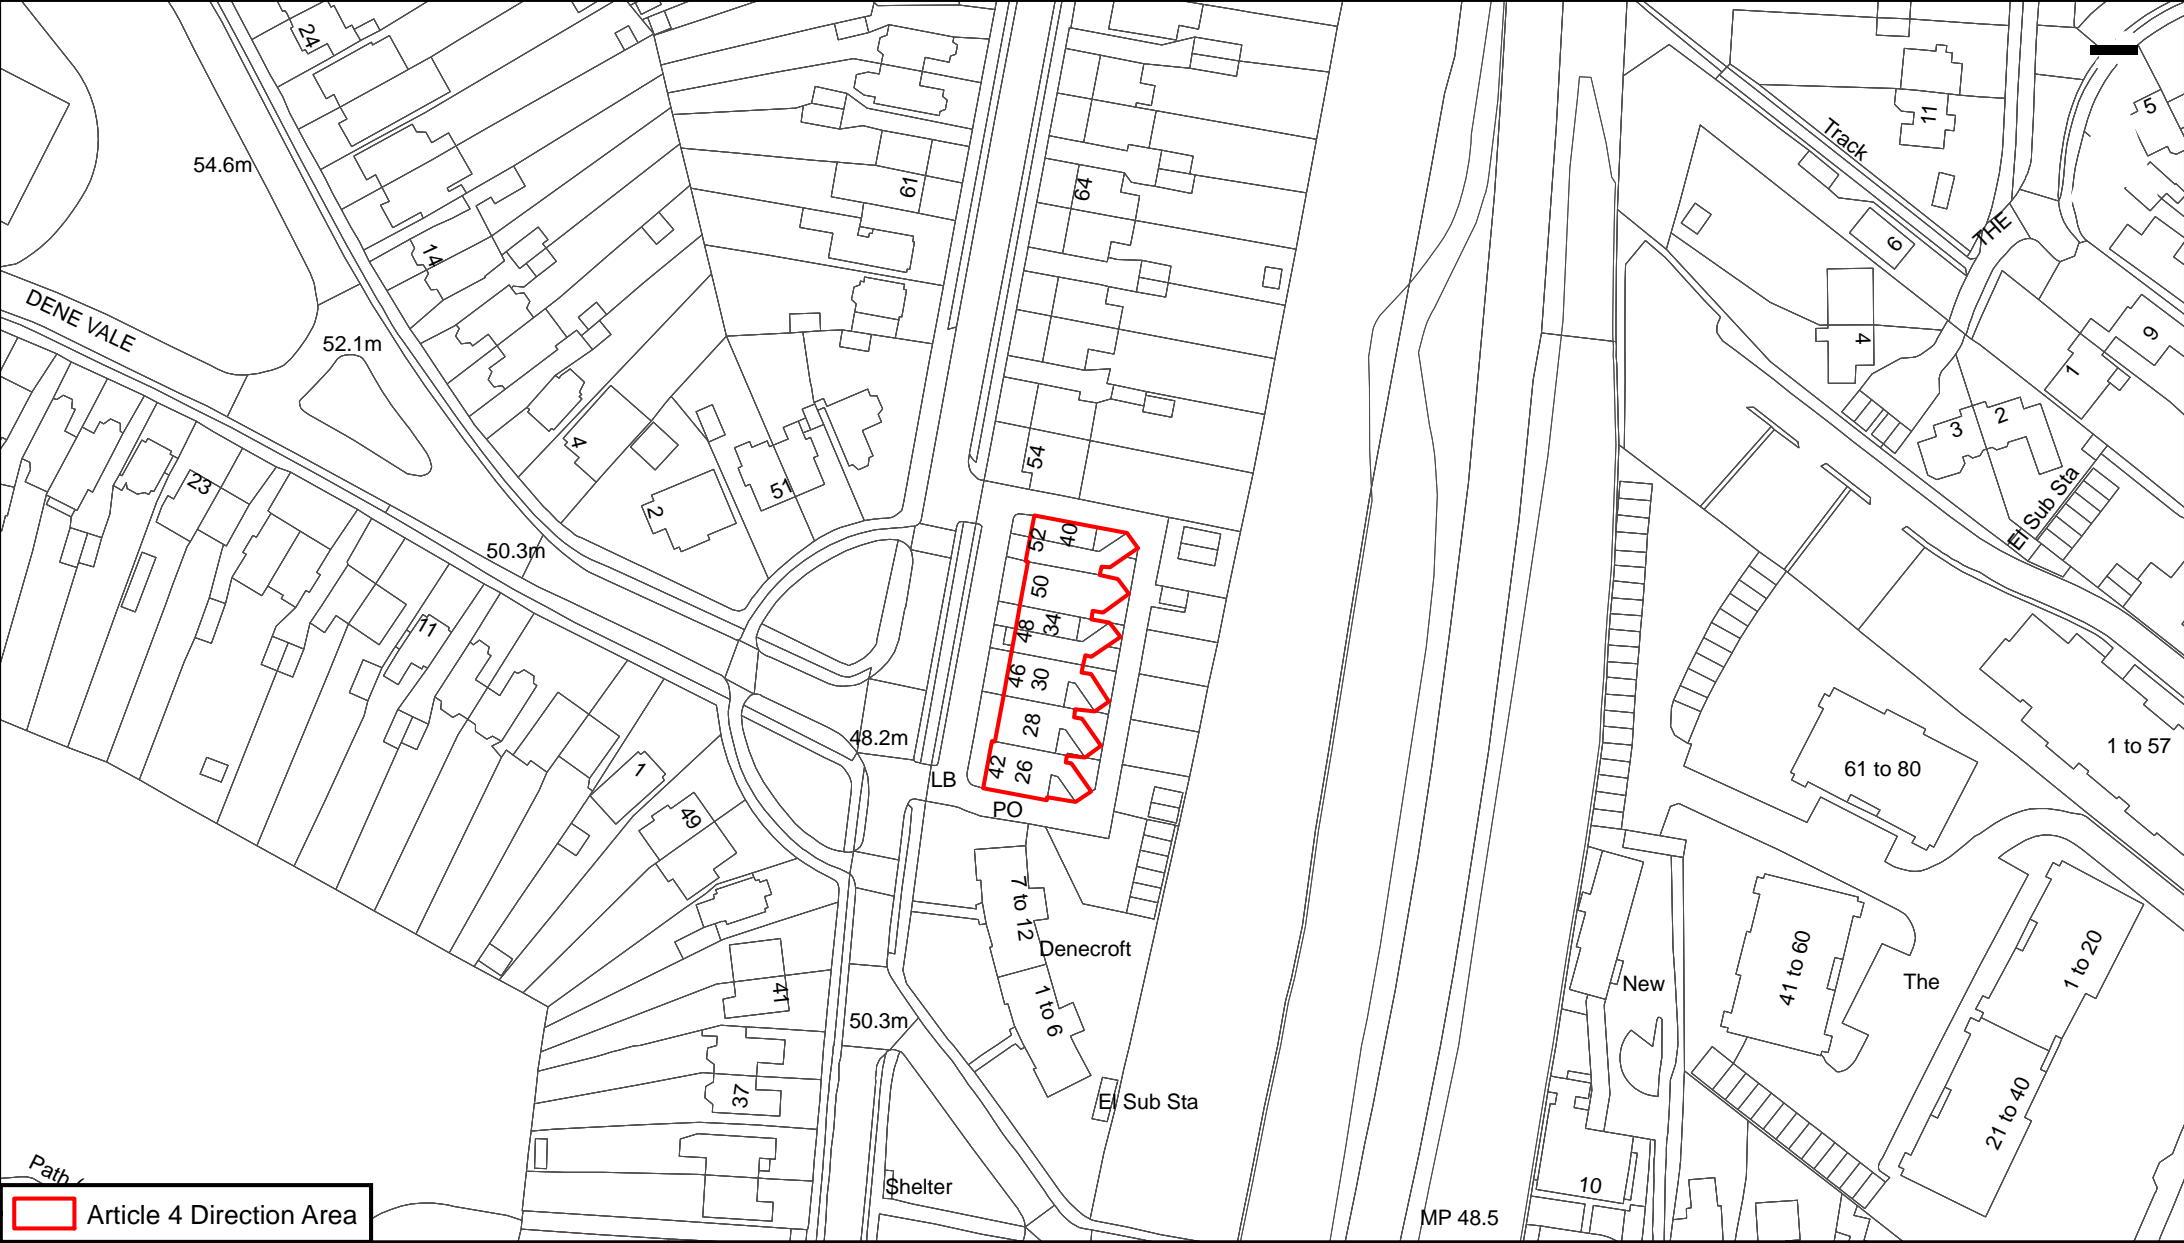 24
5
11
Track
54.6m
61
64
THE
6
14
DENE VALE
52.1m
4
9
1
2
3
4
54
23
51
2
El Sub Sta
50.3m
52
40
50
11
48
34
46
30
28
48.2m
1 to 57
42
26
61 to 80
1
LB
PO
49
7 to 12
Denecroft
41 to 60
1 to 20
New
The
41
1 to 6
50.3m
37
El Sub Sta
21 to 40
Path
Shelter
10
Article 4 Direction Area
MP 48.5